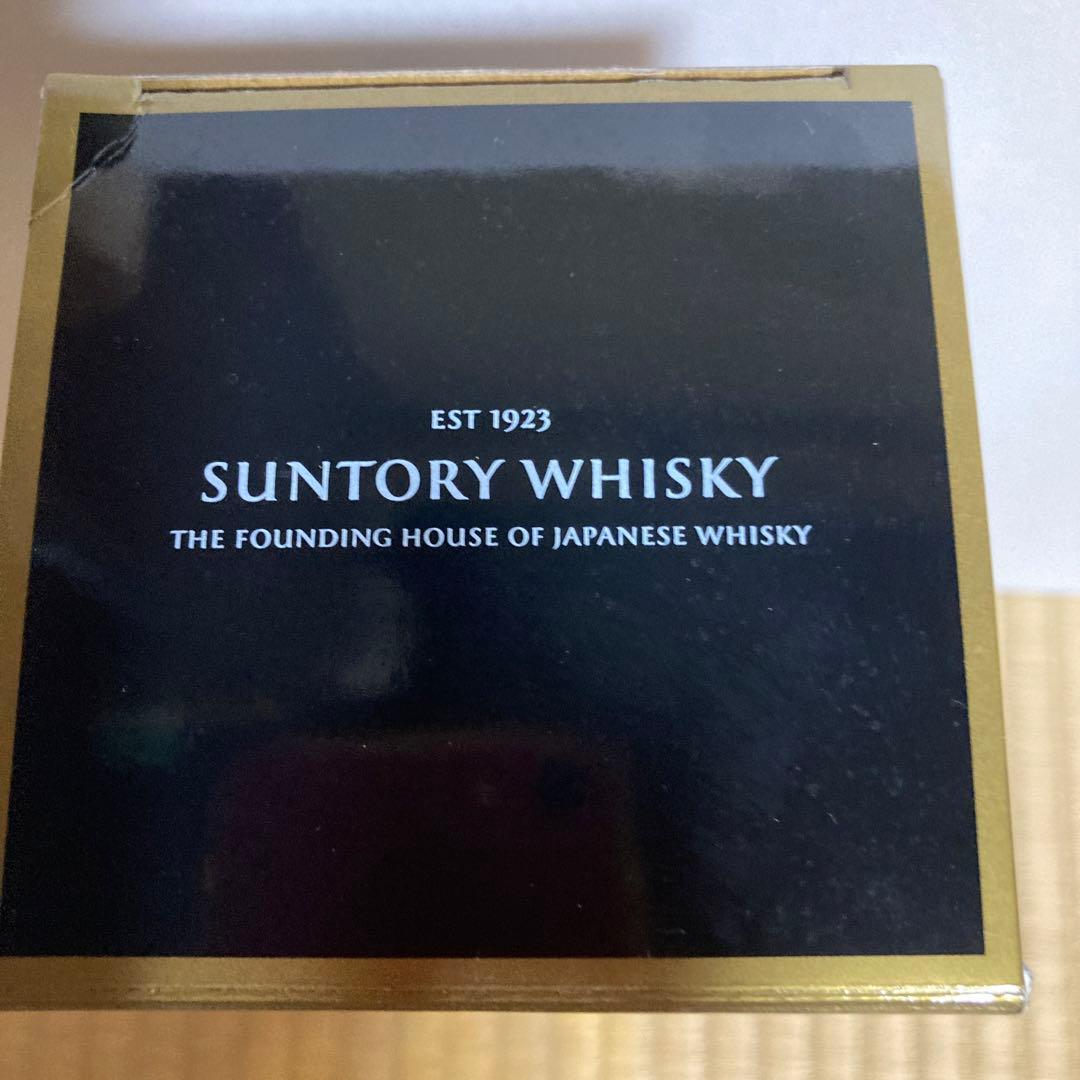 EST 1923
SUNTORY WHISKY
THE FOUNDING HOUSE OF JAPANESE WHISKY